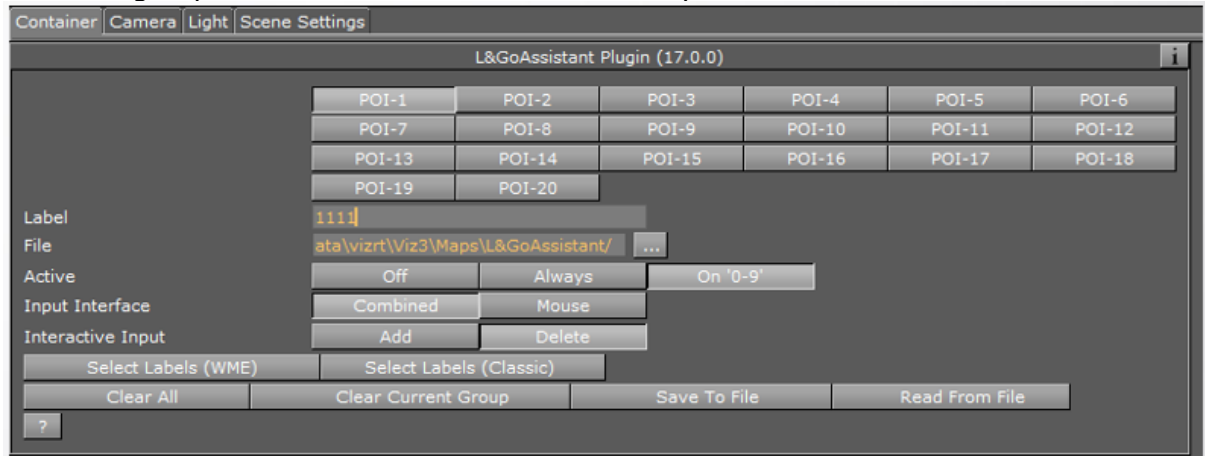 Container Camera Light Scene Settings
L&GoAssistant Plugin (17.0.0) i
POI-1 POI-2 POI-3 POI-4 POI-5 POI-6
POI-7 POI-8 POI-9 POI-10 POI-11 POI-12
POI-13 POI-14 POI-15 POI-16 POI-17 POI-18
POI-19 POI-20
Label 1111
File ata\vizrt\Viz3\Maps\L&GoAssistant/ ...
Active Off Always On '0-9'
Input Interface Combined Mouse
Interactive Input Add Delete
Select Labels (WME) Select Labels (Classic)
Clear All Clear Current Group Save To File Read From File
?